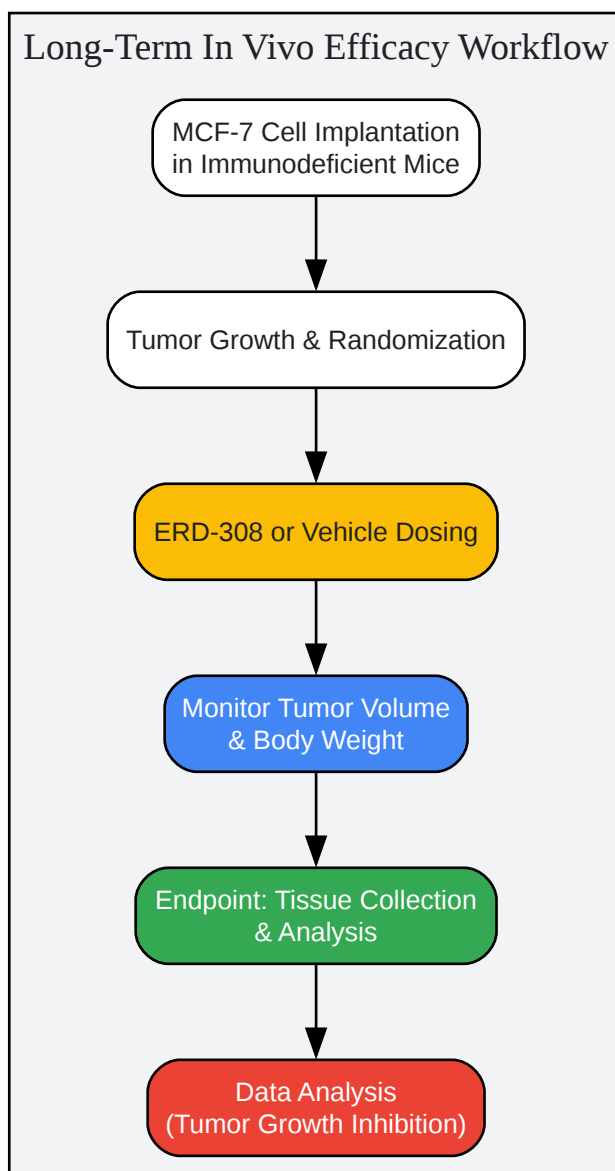 Long-Term In Vivo Efficacy Workflow
MCF-7 Cell Implantation
in Immunodeficient Mice
Tumor Growth & Randomization
ERD-308 or Vehicle Dosing
Monitor Tumor Volume
& Body Weight
Endpoint: Tissue Collection
& Analysis
Data Analysis
(Tumor Growth Inhibition)